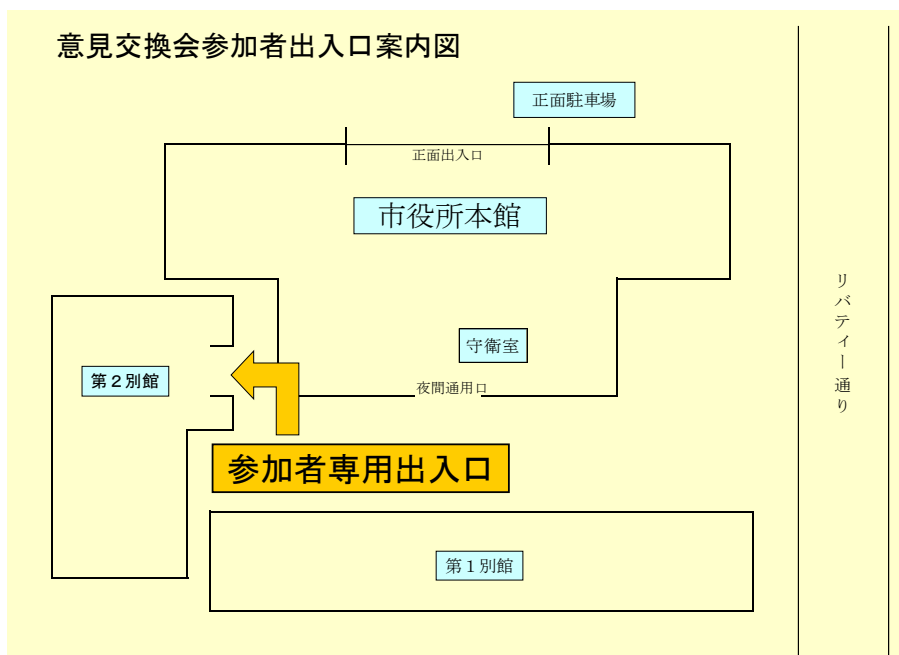 意見交換会参加者出入口案内図
正面駐車場
正面出入口
市役所本館
守衛室
夜間通用口
第２別館
参加者専用出入口
第１別館
リバティー通り